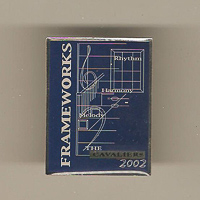 FRAMEWORKS
Rhythm
Harmony
Melody
THE
CAVALIERS
2002